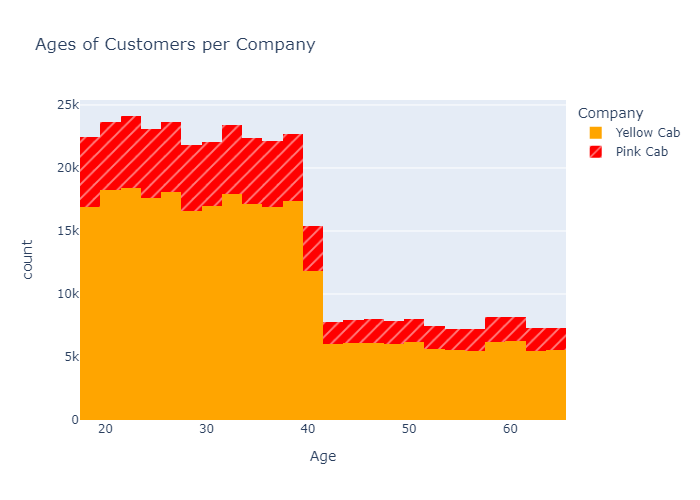 Ages of Customers per Company
Company
Yellow Cab
Pink Cab
25k
20k
15k
10k
5k
0
count
20 30 40 50 60
Age